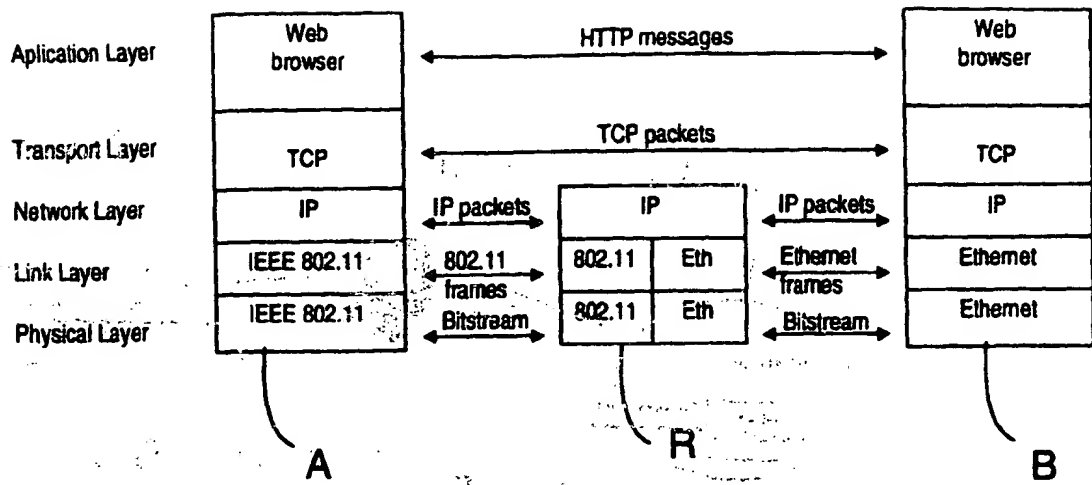 Web browser
HTTP messages
Web browser
Aplication Layer
TCP packets
Transport Layer
TCP
TCP
Network Layer
IP
IP packets
IP
IP packets
IP
Link Layer
IEEE 802.11
802.11 frames
802.11
Eth
Ethernet frames
Ethernet
Physical Layer
IEEE 802.11
Bitstream
802.11
Eth
Bitstream
Ethernet
A
R
B